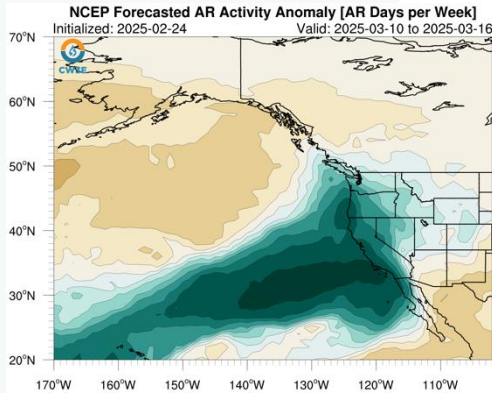 NCEP Forecasted AR Activity Anomaly [AR Days per Week]
Initialized: 2025-02-24 Valid: 2025-03-10 to 2025-03-16
70°N
CW3E
60°N
50°N
40°N
30°N
20°N
170°W 160°W 150°W 140°W 130°W 120°W 110°W